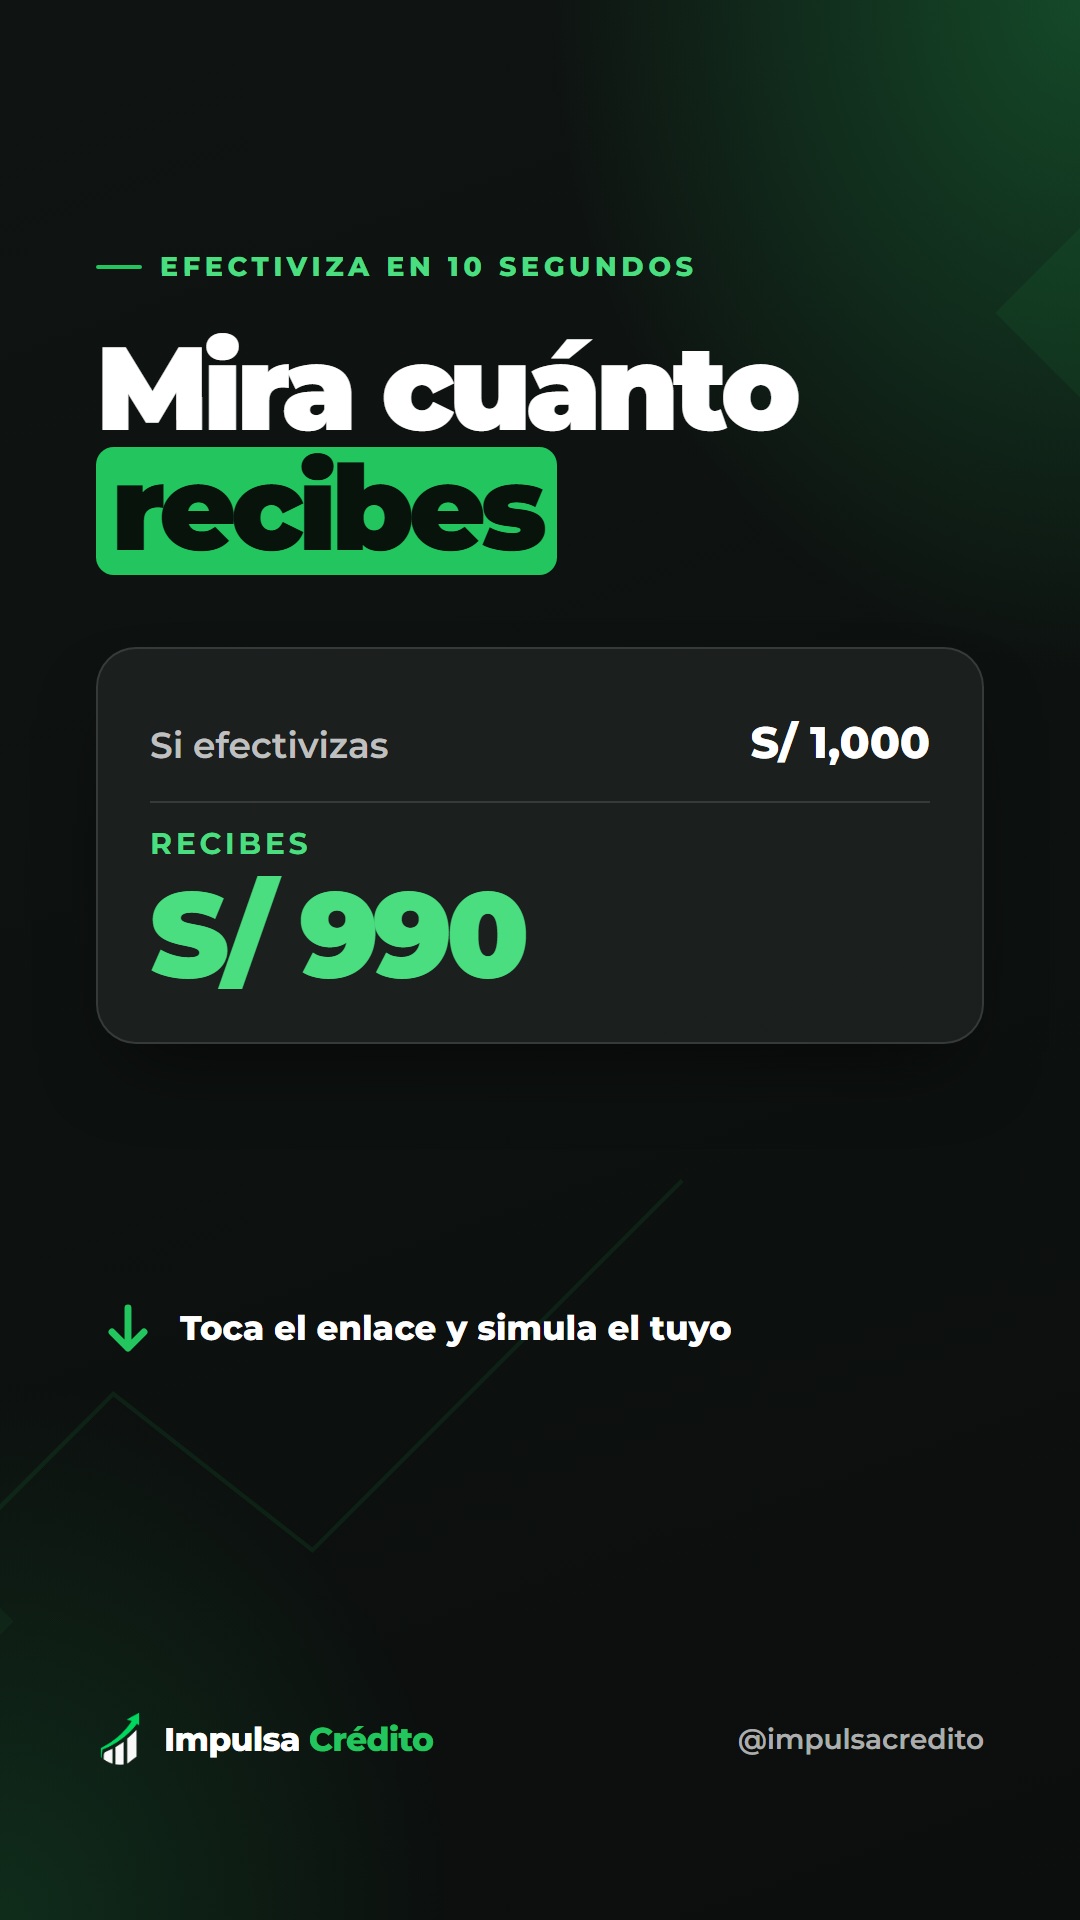 EFECTIVIZA EN 10 SEGUNDOS
Mira cuánto
recibes
Si efectivizas S/ 1,000
RECIBES
S/ 990
Toca el enlace y simula el tuyo
Impulsa Crédito @impulsacredito